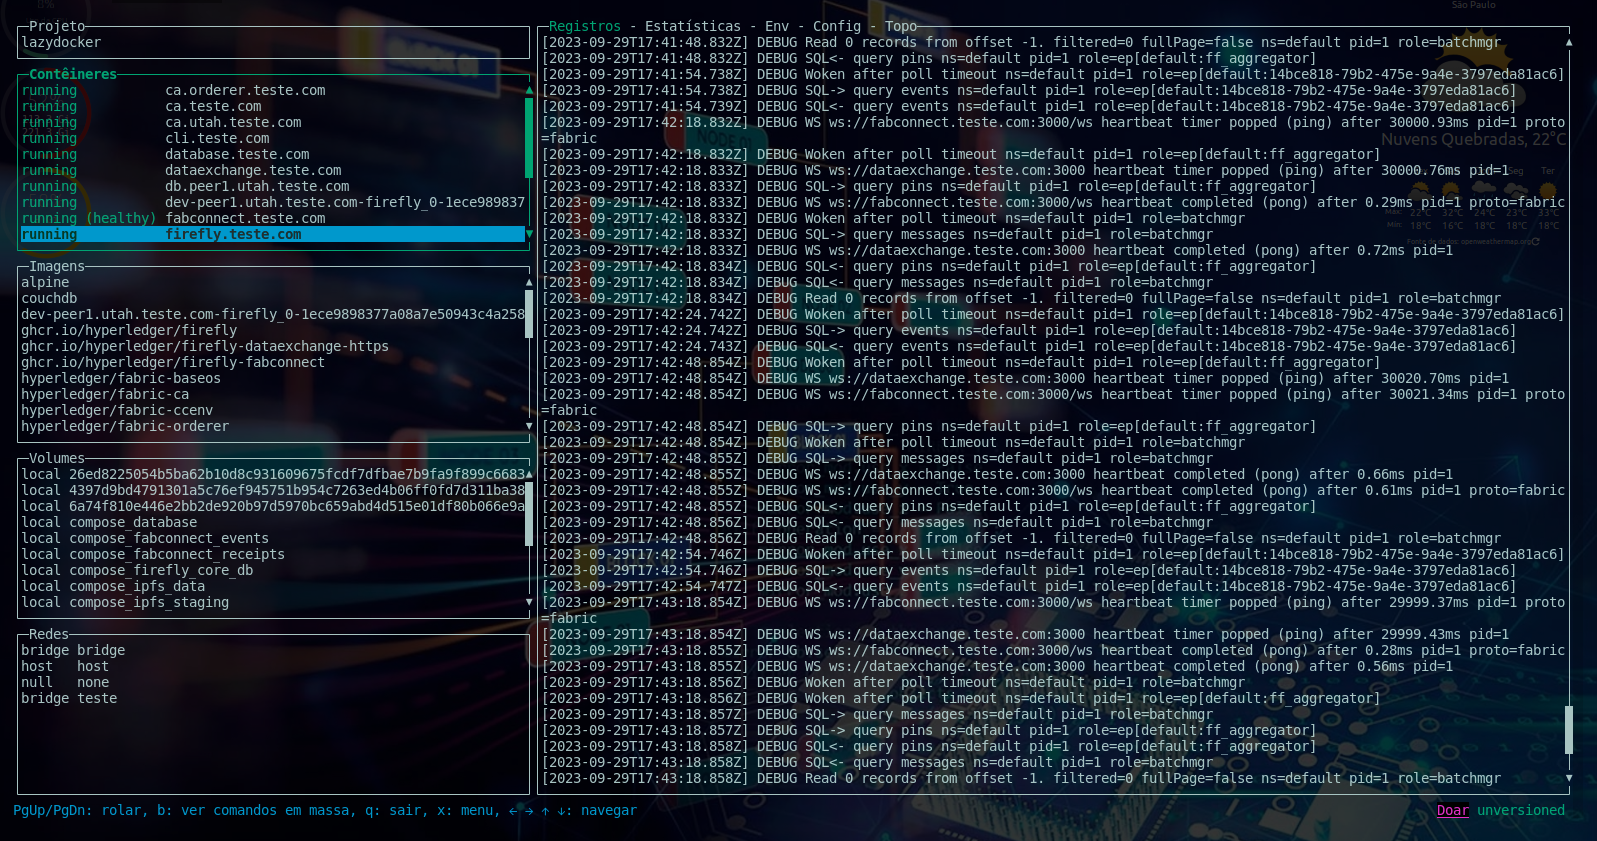 São Paulo
Projeto
lazydocker
Contêineres
running ca.orderer.teste.com
running ca.teste.com
running ca.utah.teste.com
running cli.teste.com
running database.teste.com
running dataexchange.teste.com
running db.peer1.utah.teste.com
running dev-peer1.utah.teste.com-firefly_0-1ece989837
running (healthy) fabconnect.teste.com
running firefly.teste.com
Imagens
alpine
couchdb
dev-peer1.utah.teste.com-firefly_0-1ece9898377a08a7e50943c4a258
ghcr.io/hyperledger/firefly
ghcr.io/hyperledger/firefly-dataexchange-https
ghcr.io/hyperledger/firefly-fabconnect
hyperledger/fabric-baseos
hyperledger/fabric-ca
hyperledger/fabric-ccenv
hyperledger/fabric-orderer
Volumes
local 26ed8225054b5ba62b10d8c931609675fcdf7dfbae7b9fa9f899c6683
local 4397d9bd4791301a5c76ef945751b954c7263ed4b06ff0fd7d311ba38
local 6a74f810e446e2bb2de920b97d5970bc659abd4d515e01df80b066e9a
local compose_database
local compose_fabconnect_events
local compose_fabconnect_receipts
local compose_firefly_core_db
local compose_ipfs_data
local compose_ipfs_staging
Redes
bridge bridge
host host
null none
bridge teste
Registros - Estatísticas - Env - Config - Topo
[2023-09-29T17:41:48.832Z] DEBUG Read 0 records from offset -1. filtered=0 fullPage=false ns=default pid=1 role=batchmgr
[2023-09-29T17:41:48.832Z] DEBUG SQL<- query pins ns=default pid=1 role=ep[default:ff_aggregator]
[2023-09-29T17:41:54.738Z] DEBUG Woken after poll timeout ns=default pid=1 role=ep[default:14bce818-79b2-475e-9a4e-3797eda81ac6]
[2023-09-29T17:41:54.738Z] DEBUG SQL-> query events ns=default pid=1 role=ep[default:14bce818-79b2-475e-9a4e-3797eda81ac6]
[2023-09-29T17:41:54.739Z] DEBUG SQL<- query events ns=default pid=1 role=ep[default:14bce818-79b2-475e-9a4e-3797eda81ac6]
[2023-09-29T17:42:18.832Z] DEBUG WS ws://fabconnect.teste.com:3000/ws heartbeat timer popped (ping) after 30000.93ms pid=1 proto
=fabric
[2023-09-29T17:42:18.832Z] DEBUG Woken after poll timeout ns=default pid=1 role=ep[default:ff_aggregator]
[2023-09-29T17:42:18.833Z] DEBUG WS ws://dataexchange.teste.com:3000 heartbeat timer popped (ping) after 30000.76ms pid=1
[2023-09-29T17:42:18.833Z] DEBUG SQL-> query pins ns=default pid=1 role=ep[default:ff_aggregator]
[2023-09-29T17:42:18.833Z] DEBUG WS ws://fabconnect.teste.com:3000/ws heartbeat completed (pong) after 0.29ms pid=1 proto=fabric
[2023-09-29T17:42:18.833Z] DEBUG Woken after poll timeout ns=default pid=1 role=batchmgr
[2023-09-29T17:42:18.833Z] DEBUG SQL-> query messages ns=default pid=1 role=batchmgr
[2023-09-29T17:42:18.833Z] DEBUG WS ws://dataexchange.teste.com:3000 heartbeat completed (pong) after 0.72ms pid=1
[2023-09-29T17:42:18.834Z] DEBUG SQL<- query pins ns=default pid=1 role=ep[default:ff_aggregator]
[2023-09-29T17:42:18.834Z] DEBUG SQL<- query messages ns=default pid=1 role=batchmgr
[2023-09-29T17:42:18.834Z] DEBUG Read 0 records from offset -1. filtered=0 fullPage=false ns=default pid=1 role=batchmgr
[2023-09-29T17:42:24.742Z] DEBUG Woken after poll timeout ns=default pid=1 role=ep[default:14bce818-79b2-475e-9a4e-3797eda81ac6]
[2023-09-29T17:42:24.742Z] DEBUG SQL-> query events ns=default pid=1 role=ep[default:14bce818-79b2-475e-9a4e-3797eda81ac6]
[2023-09-29T17:42:24.743Z] DEBUG SQL<- query events ns=default pid=1 role=ep[default:14bce818-79b2-475e-9a4e-3797eda81ac6]
[2023-09-29T17:42:48.854Z] DEBUG Woken after poll timeout ns=default pid=1 role=ep[default:ff_aggregator]
[2023-09-29T17:42:48.854Z] DEBUG WS ws://dataexchange.teste.com:3000 heartbeat timer popped (ping) after 30020.70ms pid=1
[2023-09-29T17:42:48.854Z] DEBUG WS ws://fabconnect.teste.com:3000/ws heartbeat timer popped (ping) after 30021.34ms pid=1 proto
=fabric
[2023-09-29T17:42:48.854Z] DEBUG SQL-> query pins ns=default pid=1 role=ep[default:ff_aggregator]
[2023-09-29T17:42:48.854Z] DEBUG Woken after poll timeout ns=default pid=1 role=batchmgr
[2023-09-29T17:42:48.855Z] DEBUG SQL-> query messages ns=default pid=1 role=batchmgr
[2023-09-29T17:42:48.855Z] DEBUG WS ws://dataexchange.teste.com:3000 heartbeat completed (pong) after 0.66ms pid=1
[2023-09-29T17:42:48.855Z] DEBUG WS ws://fabconnect.teste.com:3000/ws heartbeat completed (pong) after 0.61ms pid=1 proto=fabric
[2023-09-29T17:42:48.855Z] DEBUG SQL<- query pins ns=default pid=1 role=ep[default:ff_aggregator]
[2023-09-29T17:42:48.856Z] DEBUG SQL<- query messages ns=default pid=1 role=batchmgr
[2023-09-29T17:42:48.856Z] DEBUG Read 0 records from offset -1. filtered=0 fullPage=false ns=default pid=1 role=batchmgr
[2023-09-29T17:42:54.746Z] DEBUG Woken after poll timeout ns=default pid=1 role=ep[default:14bce818-79b2-475e-9a4e-3797eda81ac6]
[2023-09-29T17:42:54.746Z] DEBUG SQL-> query events ns=default pid=1 role=ep[default:14bce818-79b2-475e-9a4e-3797eda81ac6]
[2023-09-29T17:42:54.747Z] DEBUG SQL<- query events ns=default pid=1 role=ep[default:14bce818-79b2-475e-9a4e-3797eda81ac6]
[2023-09-29T17:43:18.854Z] DEBUG WS ws://fabconnect.teste.com:3000/ws heartbeat timer popped (ping) after 29999.37ms pid=1 proto
=fabric
[2023-09-29T17:43:18.854Z] DEBUG WS ws://dataexchange.teste.com:3000 heartbeat timer popped (ping) after 29999.43ms pid=1
[2023-09-29T17:43:18.855Z] DEBUG WS ws://fabconnect.teste.com:3000/ws heartbeat completed (pong) after 0.28ms pid=1 proto=fabric
[2023-09-29T17:43:18.855Z] DEBUG WS ws://dataexchange.teste.com:3000 heartbeat completed (pong) after 0.56ms pid=1
[2023-09-29T17:43:18.856Z] DEBUG Woken after poll timeout ns=default pid=1 role=batchmgr
[2023-09-29T17:43:18.856Z] DEBUG Woken after poll timeout ns=default pid=1 role=ep[default:ff_aggregator]
[2023-09-29T17:43:18.857Z] DEBUG SQL-> query messages ns=default pid=1 role=batchmgr
[2023-09-29T17:43:18.857Z] DEBUG SQL-> query pins ns=default pid=1 role=ep[default:ff_aggregator]
[2023-09-29T17:43:18.858Z] DEBUG SQL<- query pins ns=default pid=1 role=ep[default:ff_aggregator]
[2023-09-29T17:43:18.858Z] DEBUG SQL<- query messages ns=default pid=1 role=batchmgr
[2023-09-29T17:43:18.858Z] DEBUG Read 0 records from offset -1. filtered=0 fullPage=false ns=default pid=1 role=batchmgr
Nuvens Quebradas, 22°C
Seg Ter
Máx: 22°C 32°C 24°C 23°C 33°C
Mín: 18°C 16°C 18°C 18°C 18°C
Fonte de dados: openweathermap.org
PgUp/PgDn: rolar, b: ver comandos em massa, q: sair, x: menu, ← → ↑ ↓: navegar
Doar unversioned